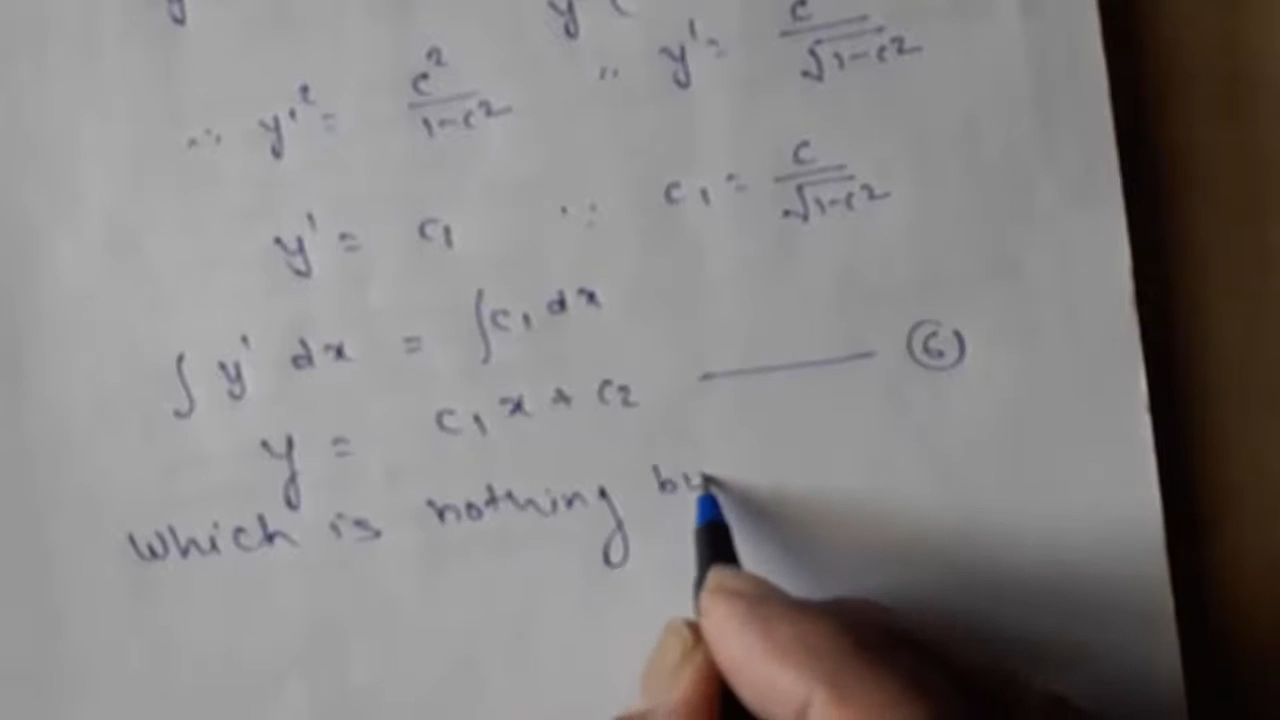 ∴ y'² = c²/1-c² ∴ y' = c/√1-c²
y' = c₁ ∵ c₁ = c/√1-c²
∫ y' dx = ∫ c₁ dx
y = c₁x + c₂ —— ⑥
which is nothing bu